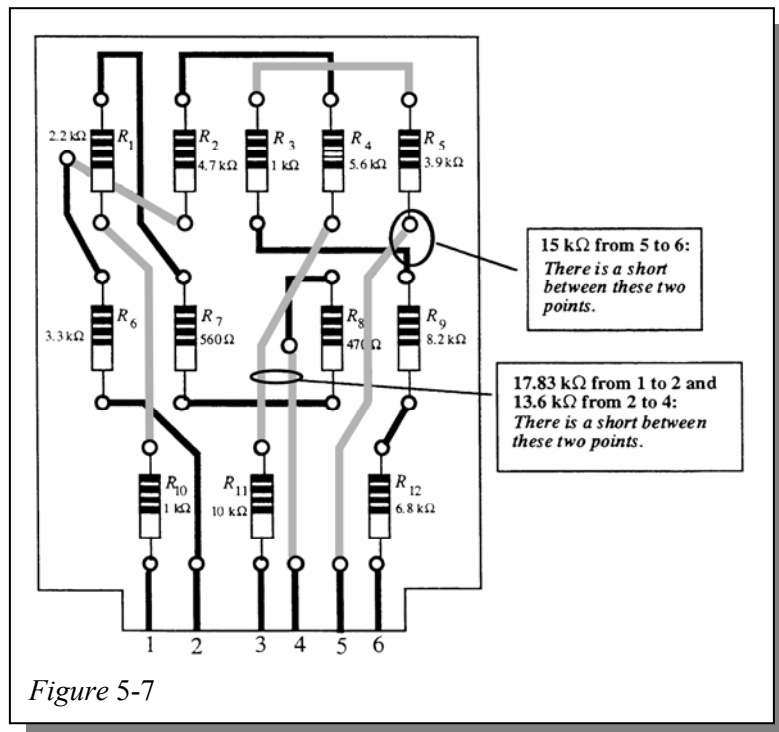 2.2 kΩ
R1
R2
4.7 kΩ
R3
1 kΩ
R4
5.6 kΩ
R5
3.9 kΩ
15 kΩ from 5 to 6:
There is a short
between these two
points.
3.3 kΩ
R6
R7
560 Ω
R8
470 Ω
R9
8.2 kΩ
17.83 kΩ from 1 to 2 and
13.6 kΩ from 2 to 4:
There is a short between
these two points.
R10
1 kΩ
R11
10 kΩ
R12
6.8 kΩ
1 2 3 4 5 6
Figure 5-7